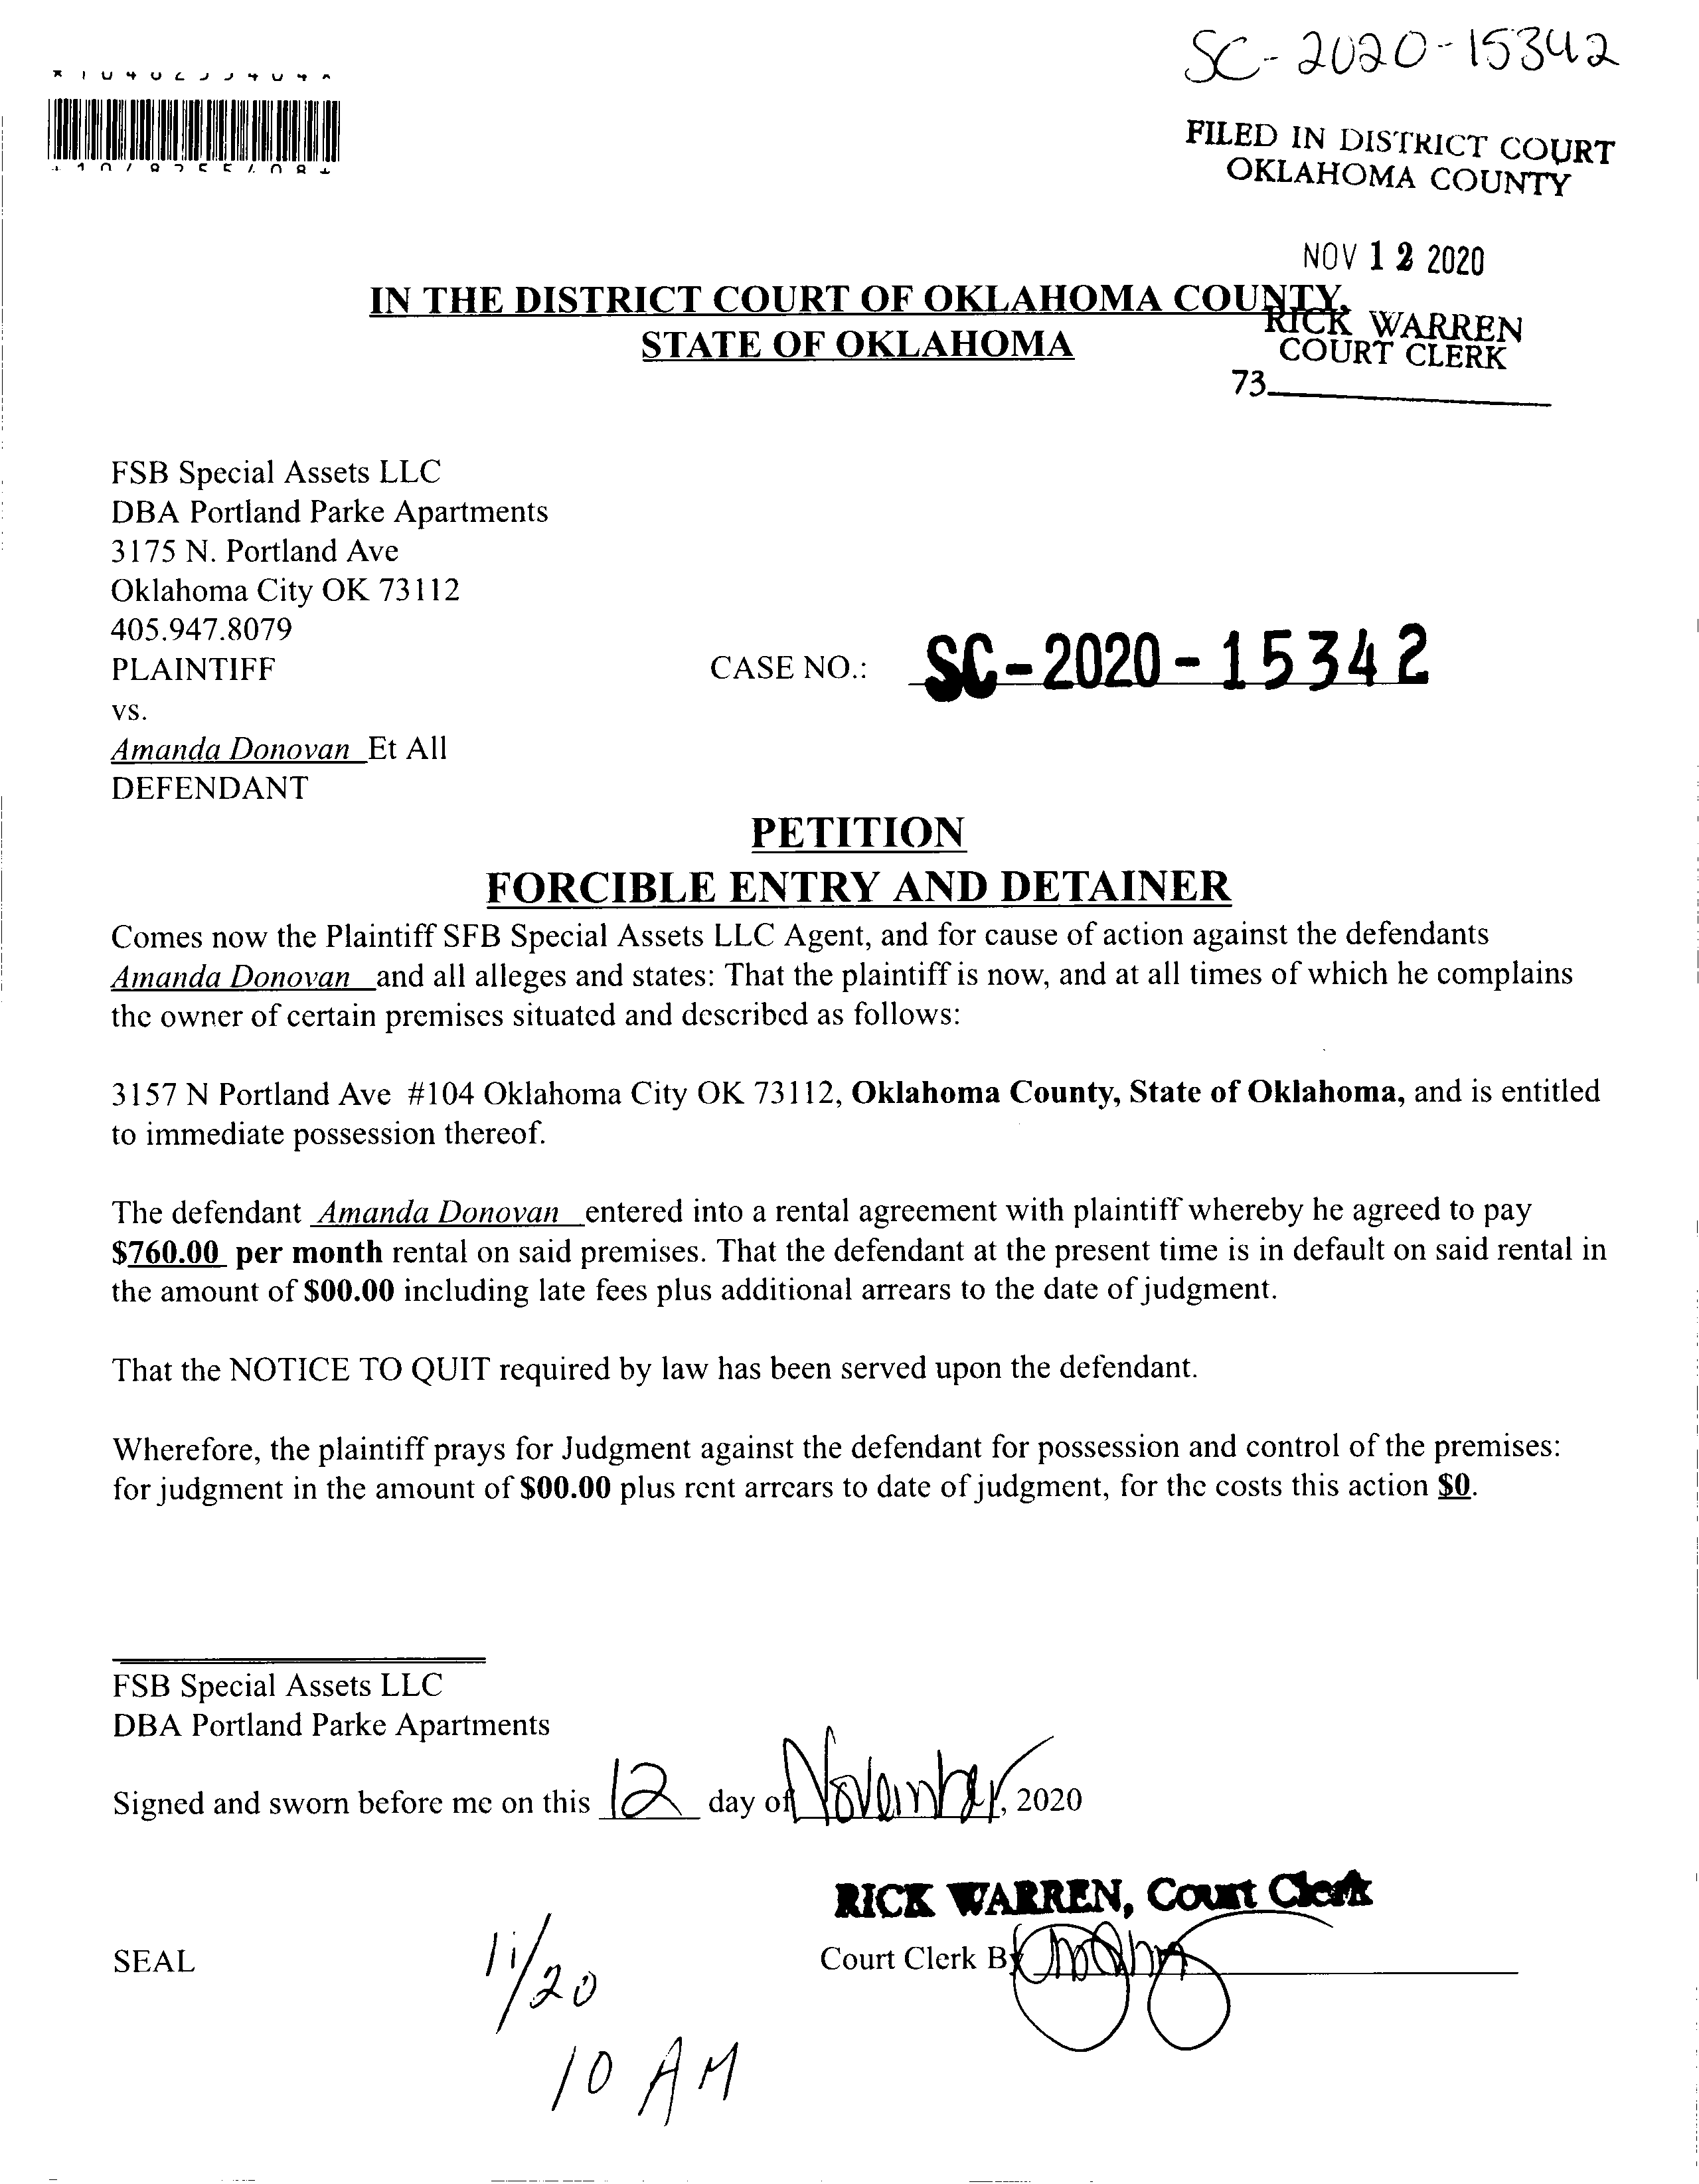 SC-2020-15342
FILED IN DISTRICT COURT
OKLAHOMA COUNTY
NOV 12 2020
IN THE DISTRICT COURT OF OKLAHOMA COUNTY,
STATE OF OKLAHOMA
RICK WARREN
COURT CLERK
73
FSB Special Assets LLC
DBA Portland Parke Apartments
3175 N. Portland Ave
Oklahoma City OK 73112
405.947.8079
PLAINTIFF
CASE NO.: SC-2020-15342
vs.
Amanda Donovan Et All
DEFENDANT
PETITION
FORCIBLE ENTRY AND DETAINER
Comes now the Plaintiff SFB Special Assets LLC Agent, and for cause of action against the defendants
Amanda Donovan and all alleges and states: That the plaintiff is now, and at all times of which he complains
the owner of certain premises situated and described as follows:
3157 N Portland Ave #104 Oklahoma City OK 73112, Oklahoma County, State of Oklahoma, and is entitled
to immediate possession thereof.
The defendant Amanda Donovan entered into a rental agreement with plaintiff whereby he agreed to pay
$760.00 per month rental on said premises. That the defendant at the present time is in default on said rental in
the amount of $00.00 including late fees plus additional arrears to the date of judgment.
That the NOTICE TO QUIT required by law has been served upon the defendant.
Wherefore, the plaintiff prays for Judgment against the defendant for possession and control of the premises:
for judgment in the amount of $00.00 plus rent arrears to date of judgment, for the costs this action $0.
FSB Special Assets LLC
DBA Portland Parke Apartments
Signed and sworn before me on this 12 day of November, 2020
RICK WARREN, Court Clerk
SEAL
Court Clerk By
11/20
10 AM